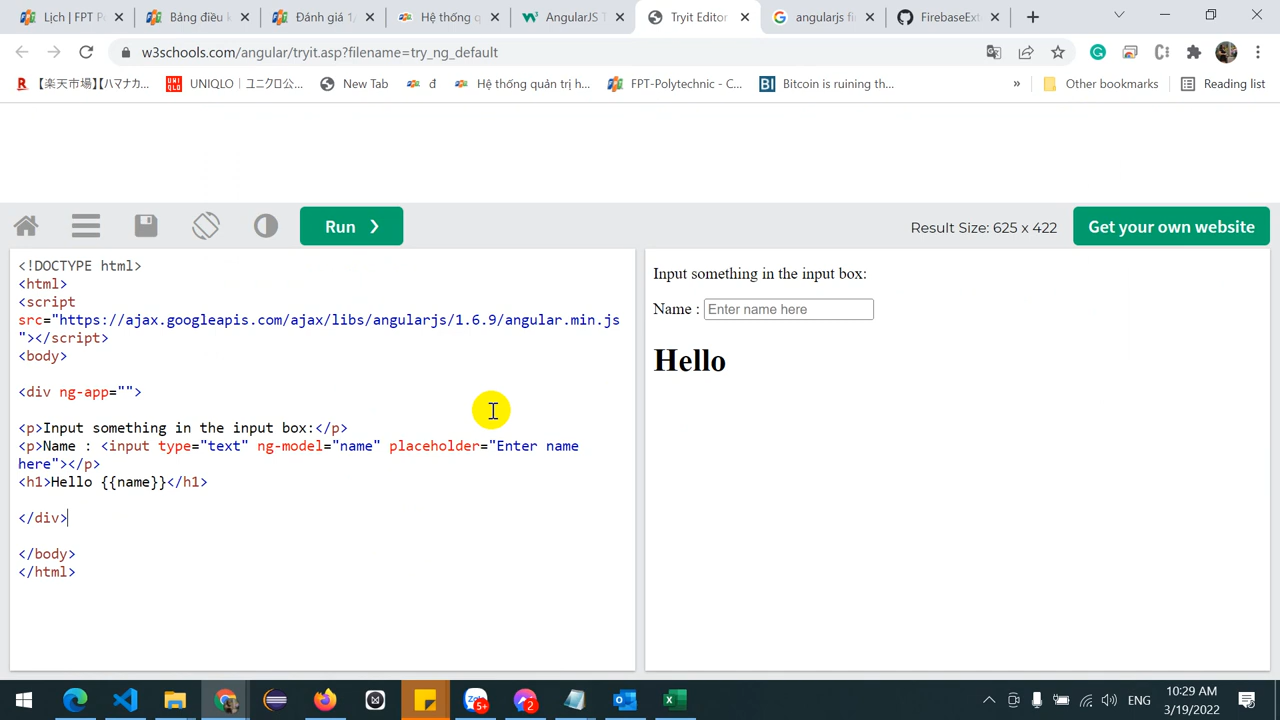 Lịch | FPT Po
Bảng điều k
Đánh giá 1/
Hệ thống q
AngularJS T
Tryit Editor
angularjs fi
FirebaseExt
w3schools.com/angular/tryit.asp?filename=try_ng_default
【楽天市場】【ハマナカ...
UNIQLO | ユニクロ公...
New Tab
đ
Hệ thống quản trị h...
FPT-Polytechnic - C...
Bitcoin is ruining th...
»
Other bookmarks
Reading list
Run ❯
Result Size: 625 x 422
Get your own website
<!DOCTYPE html>
<html>
<script
src="https://ajax.googleapis.com/ajax/libs/angularjs/1.6.9/angular.min.js
"></script>
<body>
<div ng-app="">
<p>Input something in the input box:</p>
<p>Name : <input type="text" ng-model="name" placeholder="Enter name
here"></p>
<h1>Hello {{name}}</h1>
</div>
</body>
</html>
Input something in the input box:
Name : Enter name here
Hello
5+
2
ENG
10:29 AM
3/19/2022